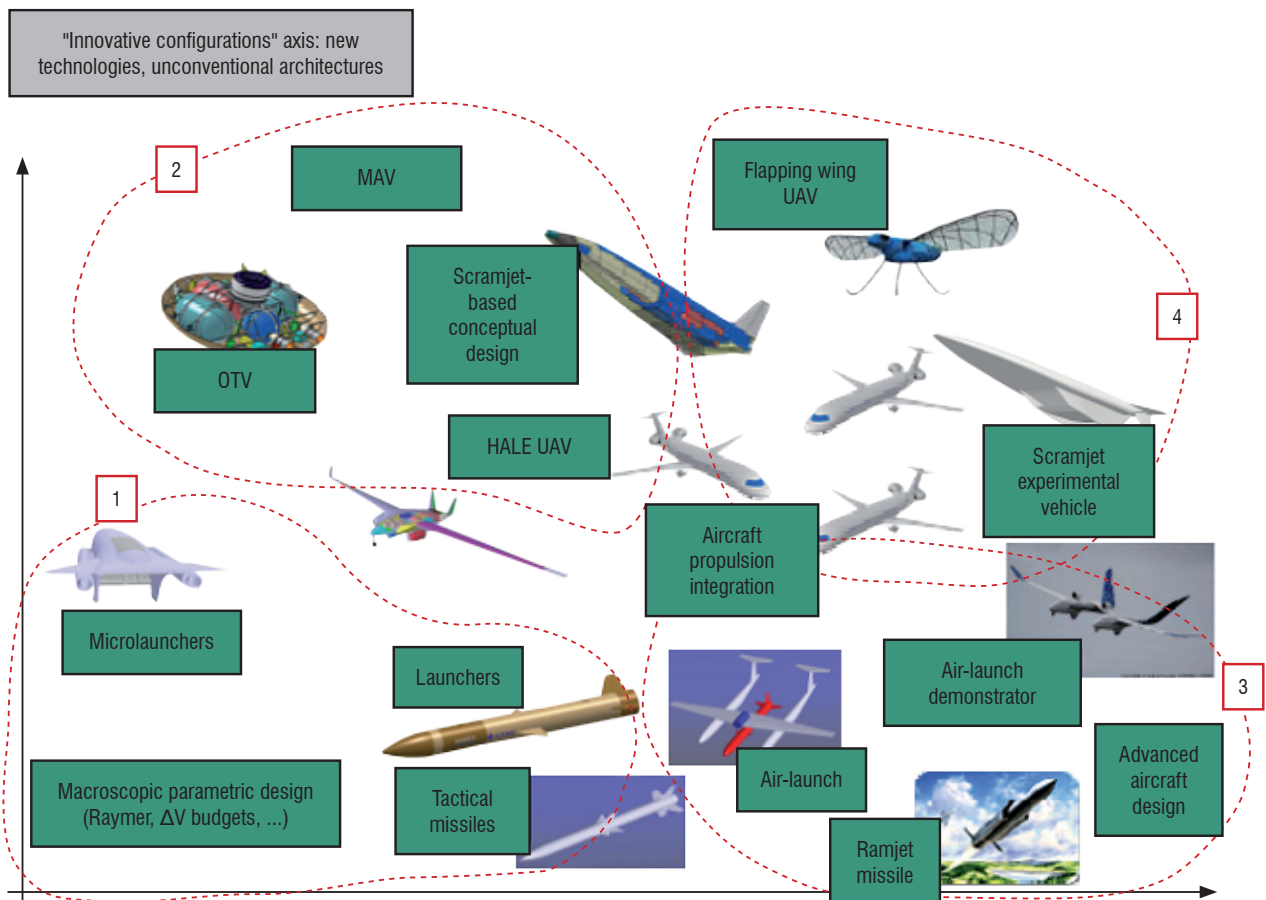 "Innovative configurations" axis: new
technologies, unconventional architectures
2
MAV
Flapping wing
UAV
Scramjet-
based
conceptual
design
4
OTV
HALE UAV
Scramjet
experimental
vehicle
1
Aircraft
propulsion
integration
Microlaunchers
Launchers
Air-launch
demonstrator
3
Macroscopic parametric design
(Raymer, ΔV budgets, ...)
Tactical
missiles
Air-launch
Advanced
aircraft
design
Ramjet
missile